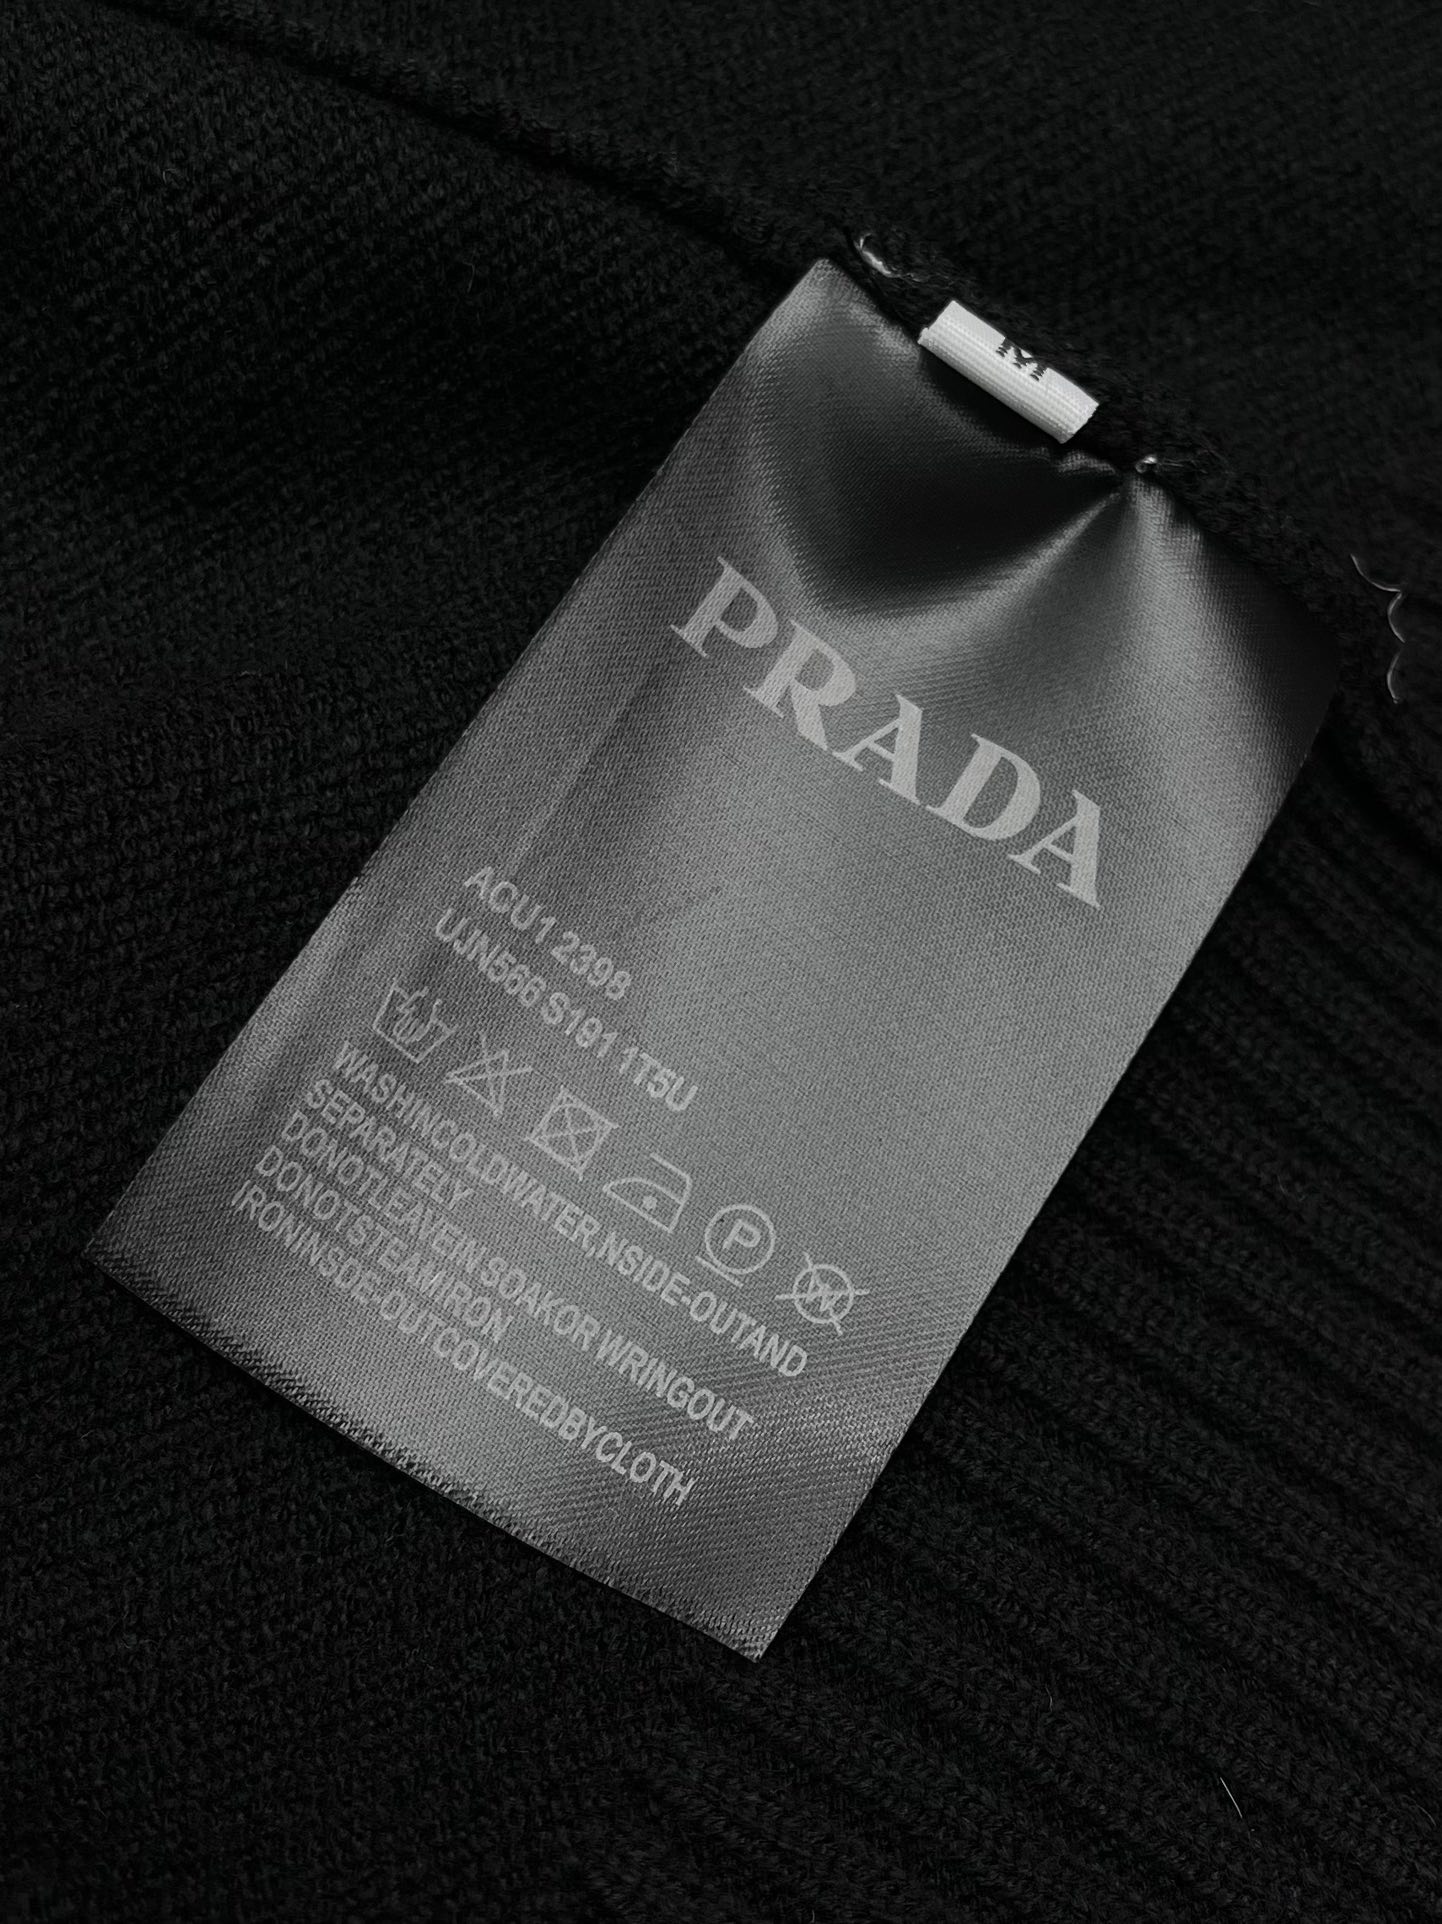 PRADA
ACU1 2398
UJN566 S191 1T5U
P
W
WASHINCOLDWATER,NSIDE-OUTAND
SEPARATELY
DONOTLEAVEIN SOAKOR WRINGOUT
DONOTSTEAMIRON
IRONINSDE-OUTCOVEREDBYCLOTH